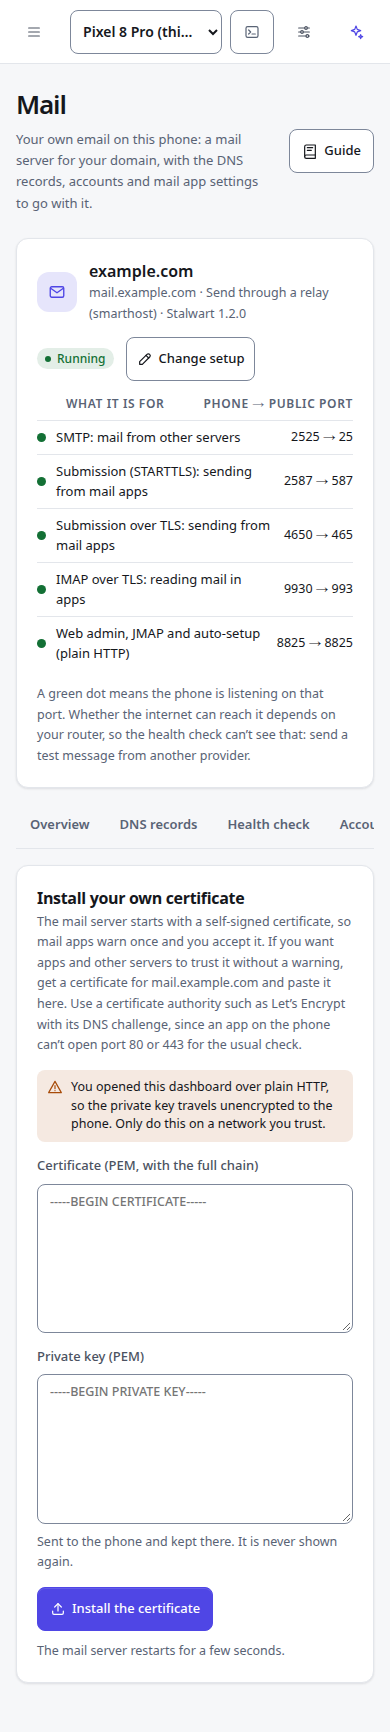 Pixel 8 Pro (thi...
Mail
Your own email on this phone: a mail
server for your domain, with the DNS
records, accounts and mail app settings
to go with it.
Guide
example.com
mail.example.com · Send through a relay
(smarthost) · Stalwart 1.2.0
Running
Change setup
WHAT IT IS FOR PHONE → PUBLIC PORT
SMTP: mail from other servers 2525 → 25
Submission (STARTTLS): sending
from mail apps 2587 → 587
Submission over TLS: sending from
mail apps 4650 → 465
IMAP over TLS: reading mail in
apps 9930 → 993
Web admin, JMAP and auto-setup
(plain HTTP) 8825 → 8825
A green dot means the phone is listening on that
port. Whether the internet can reach it depends on
your router, so the health check can't see that: send a
test message from another provider.
Overview DNS records Health check Accou
Install your own certificate
The mail server starts with a self-signed certificate, so
mail apps warn once and you accept it. If you want
apps and other servers to trust it without a warning,
get a certificate for mail.example.com and paste it
here. Use a certificate authority such as Let's Encrypt
with its DNS challenge, since an app on the phone
can't open port 80 or 443 for the usual check.
You opened this dashboard over plain HTTP,
so the private key travels unencrypted to the
phone. Only do this on a network you trust.
Certificate (PEM, with the full chain)
-----BEGIN CERTIFICATE-----
Private key (PEM)
-----BEGIN PRIVATE KEY-----
Sent to the phone and kept there. It is never shown
again.
Install the certificate
The mail server restarts for a few seconds.